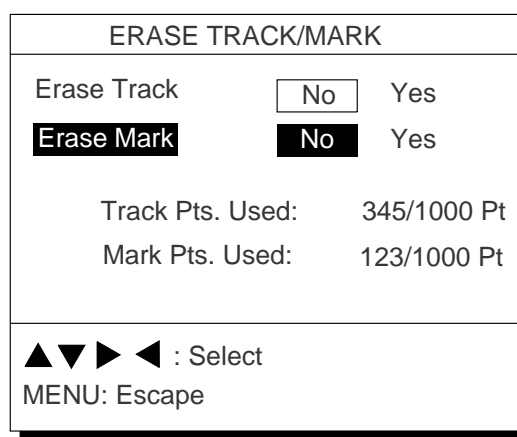 ERASE TRACK/MARK
Erase Track No Yes
Erase Mark No Yes
Track Pts. Used: 345/1000 Pt
Mark Pts. Used: 123/1000 Pt
▲▼▶◀ : Select
MENU: Escape